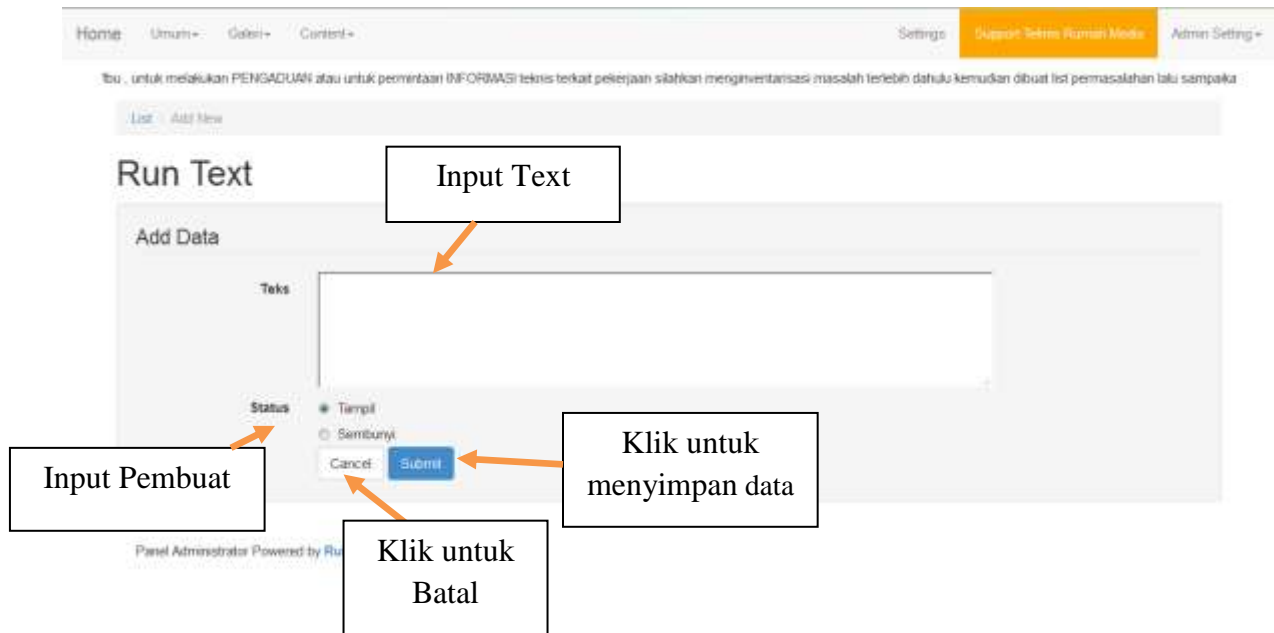 Home Umum Galeri Content Settings Support Teknis Rumah Media Admin Setting
Ibu , untuk melakukan PENGADUAN atau untuk permintaan INFORMASI teknis terkait pekerjaan silahkan menginventarisasi masalah terlebih dahulu kemudian dibuat list permasalahan lalu sampaika
List / Add New
Run Text
Input Text
Add Data
Teks
Status
Tampil
Sembunyi
Cancel Submit
Input Pembuat
Klik untuk
menyimpan data
Klik untuk
Batal
Panel Administrator Powered by Ru